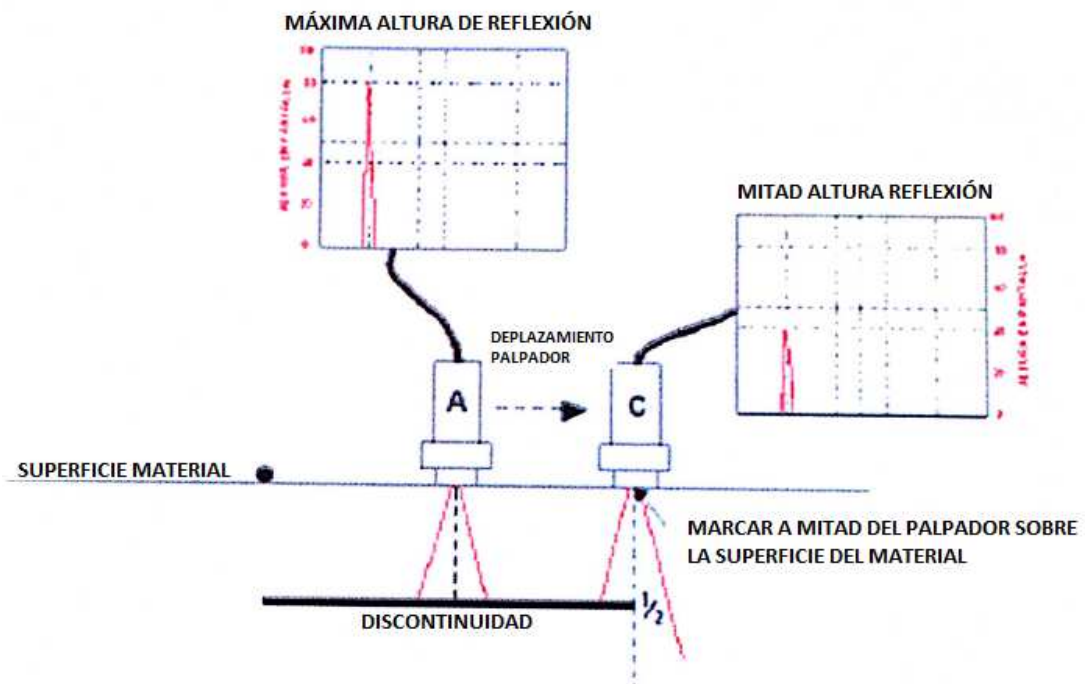 MÁXIMA ALTURA DE REFLEXIÓN
MITAD ALTURA REFLEXIÓN
DEPLAZAMIENTO
PALPADOR
A
C
SUPERFICIE MATERIAL
MARCAR A MITAD DEL PALPADOR SOBRE
LA SUPERFICIE DEL MATERIAL
1/2
DISCONTINUIDAD